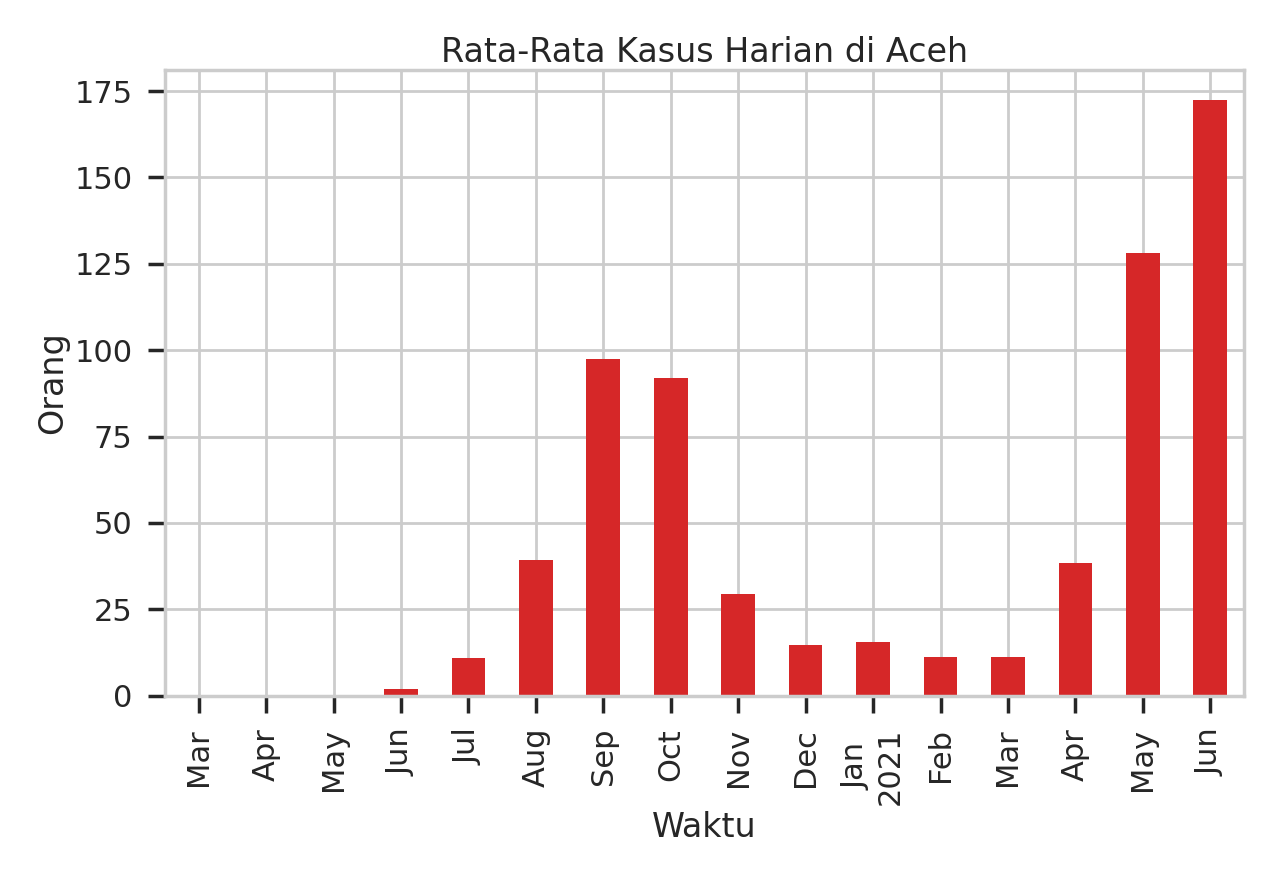 Rata-Rata Kasus Harian di Aceh
175
150
125
100
75
50
25
0
Orang
Mar
Apr
May
Jun
Jul
Aug
Sep
Oct
Nov
Dec
Jan
2021
Feb
Mar
Apr
May
Jun
Waktu